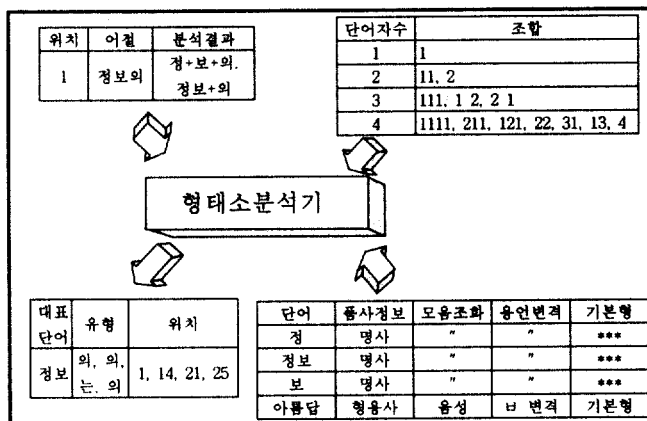 위치 어절 분석결과
1 정보의 정+보+의.
정보+의
단어자수 조합
1 1
2 11, 2
3 111, 1 2, 2 1
4 1111, 211, 121, 22, 31, 13, 4
형태소분석기
대표
단어 유형 위치
정보 의, 의, 1, 14, 21, 25
는, 의
단어 품사정보 모음조화 용언변격 기본형
정 명사 " " ***
정보 명사 " " ***
보 명사 " " ***
아름답 형용사 음성 ㅂ 변격 기본형